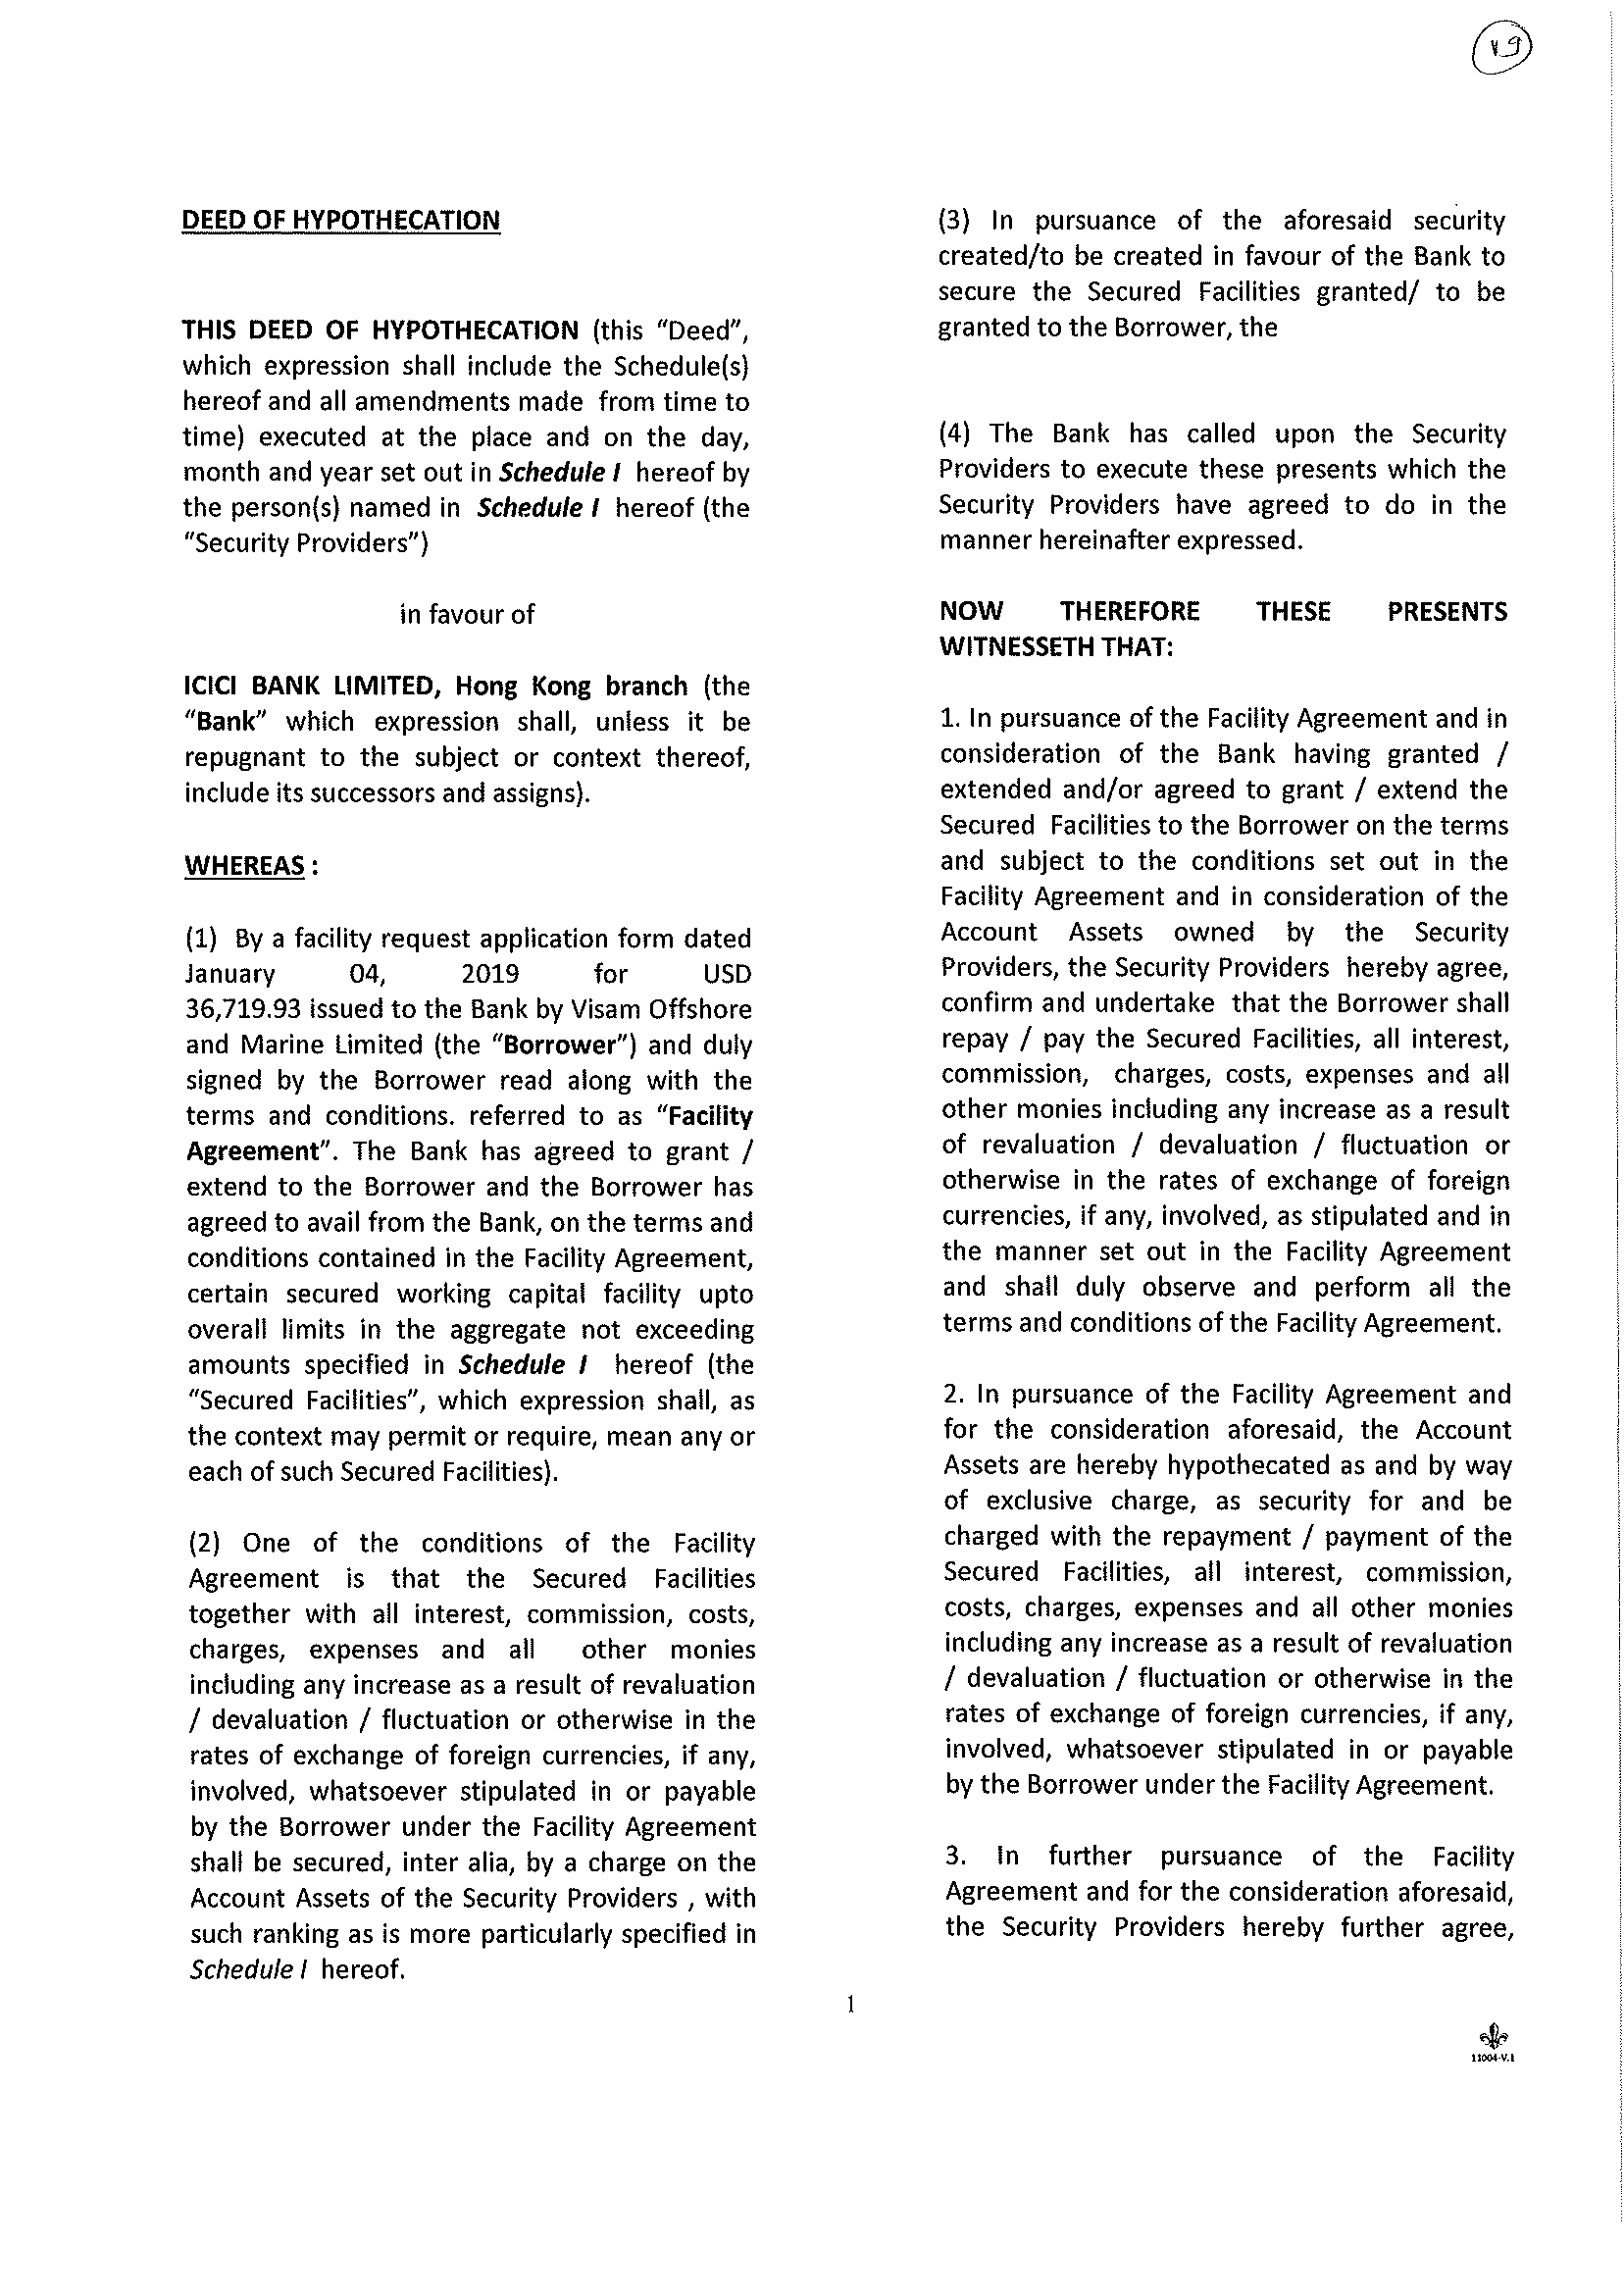 DEED OF HYPOTHECATION
THIS DEED OF HYPOTHECATION (this “Deed”,
which expression shall include the Schedule(s)
hereof and all amendments made from time to
time) executed at the place and on the day,
month and year set out in Schedule I hereof by
the person(s) named in Schedule I hereof (the
“Security Providers”)
in favour of
ICICI BANK LIMITED, Hong Kong branch (the
“Bank” which expression shall, unless it be
repugnant to the subject or context thereof,
include its successors and assigns).
WHEREAS :
(1) By a facility request application form dated
January 04, 2019 for USD
36,719.93 issued to the Bank by Visam Offshore
and Marine Limited (the “Borrower”) and duly
signed by the Borrower read along with the
terms and conditions. referred to as “Facility
Agreement”. The Bank has agreed to grant /
extend to the Borrower and the Borrower has
agreed to avail from the Bank, on the terms and
conditions contained in the Facility Agreement,
certain secured working capital facility upto
overall limits in the aggregate not exceeding
amounts specified in Schedule I hereof (the
“Secured Facilities”, which expression shall, as
the context may permit or require, mean any or
each of such Secured Facilities).
(2) One of the conditions of the Facility
Agreement is that the Secured Facilities
together with all interest, commission, costs,
charges, expenses and all other monies
including any increase as a result of revaluation
/ devaluation / fluctuation or otherwise in the
rates of exchange of foreign currencies, if any,
involved, whatsoever stipulated in or payable
by the Borrower under the Facility Agreement
shall be secured, inter alia, by a charge on the
Account Assets of the Security Providers , with
such ranking as is more particularly specified in
Schedule I hereof.
(3) In pursuance of the aforesaid security
created/to be created in favour of the Bank to
secure the Secured Facilities granted/ to be
granted to the Borrower, the
(4) The Bank has called upon the Security
Providers to execute these presents which the
Security Providers have agreed to do in the
manner hereinafter expressed.
NOW THEREFORE THESE PRESENTS
WITNESSETH THAT:
1. In pursuance of the Facility Agreement and in
consideration of the Bank having granted /
extended and/or agreed to grant / extend the
Secured Facilities to the Borrower on the terms
and subject to the conditions set out in the
Facility Agreement and in consideration of the
Account Assets owned by the Security
Providers, the Security Providers hereby agree,
confirm and undertake that the Borrower shall
repay / pay the Secured Facilities, all interest,
commission, charges, costs, expenses and all
other monies including any increase as a result
of revaluation / devaluation / fluctuation or
otherwise in the rates of exchange of foreign
currencies, if any, involved, as stipulated and in
the manner set out in the Facility Agreement
and shall duly observe and perform all the
terms and conditions of the Facility Agreement.
2. In pursuance of the Facility Agreement and
for the consideration aforesaid, the Account
Assets are hereby hypothecated as and by way
of exclusive charge, as security for and be
charged with the repayment / payment of the
Secured Facilities, all interest, commission,
costs, charges, expenses and all other monies
including any increase as a result of revaluation
/ devaluation / fluctuation or otherwise in the
rates of exchange of foreign currencies, if any,
involved, whatsoever stipulated in or payable
by the Borrower under the Facility Agreement.
3. In further pursuance of the Facility
Agreement and for the consideration aforesaid,
the Security Providers hereby further agree,
1
11004-V.1